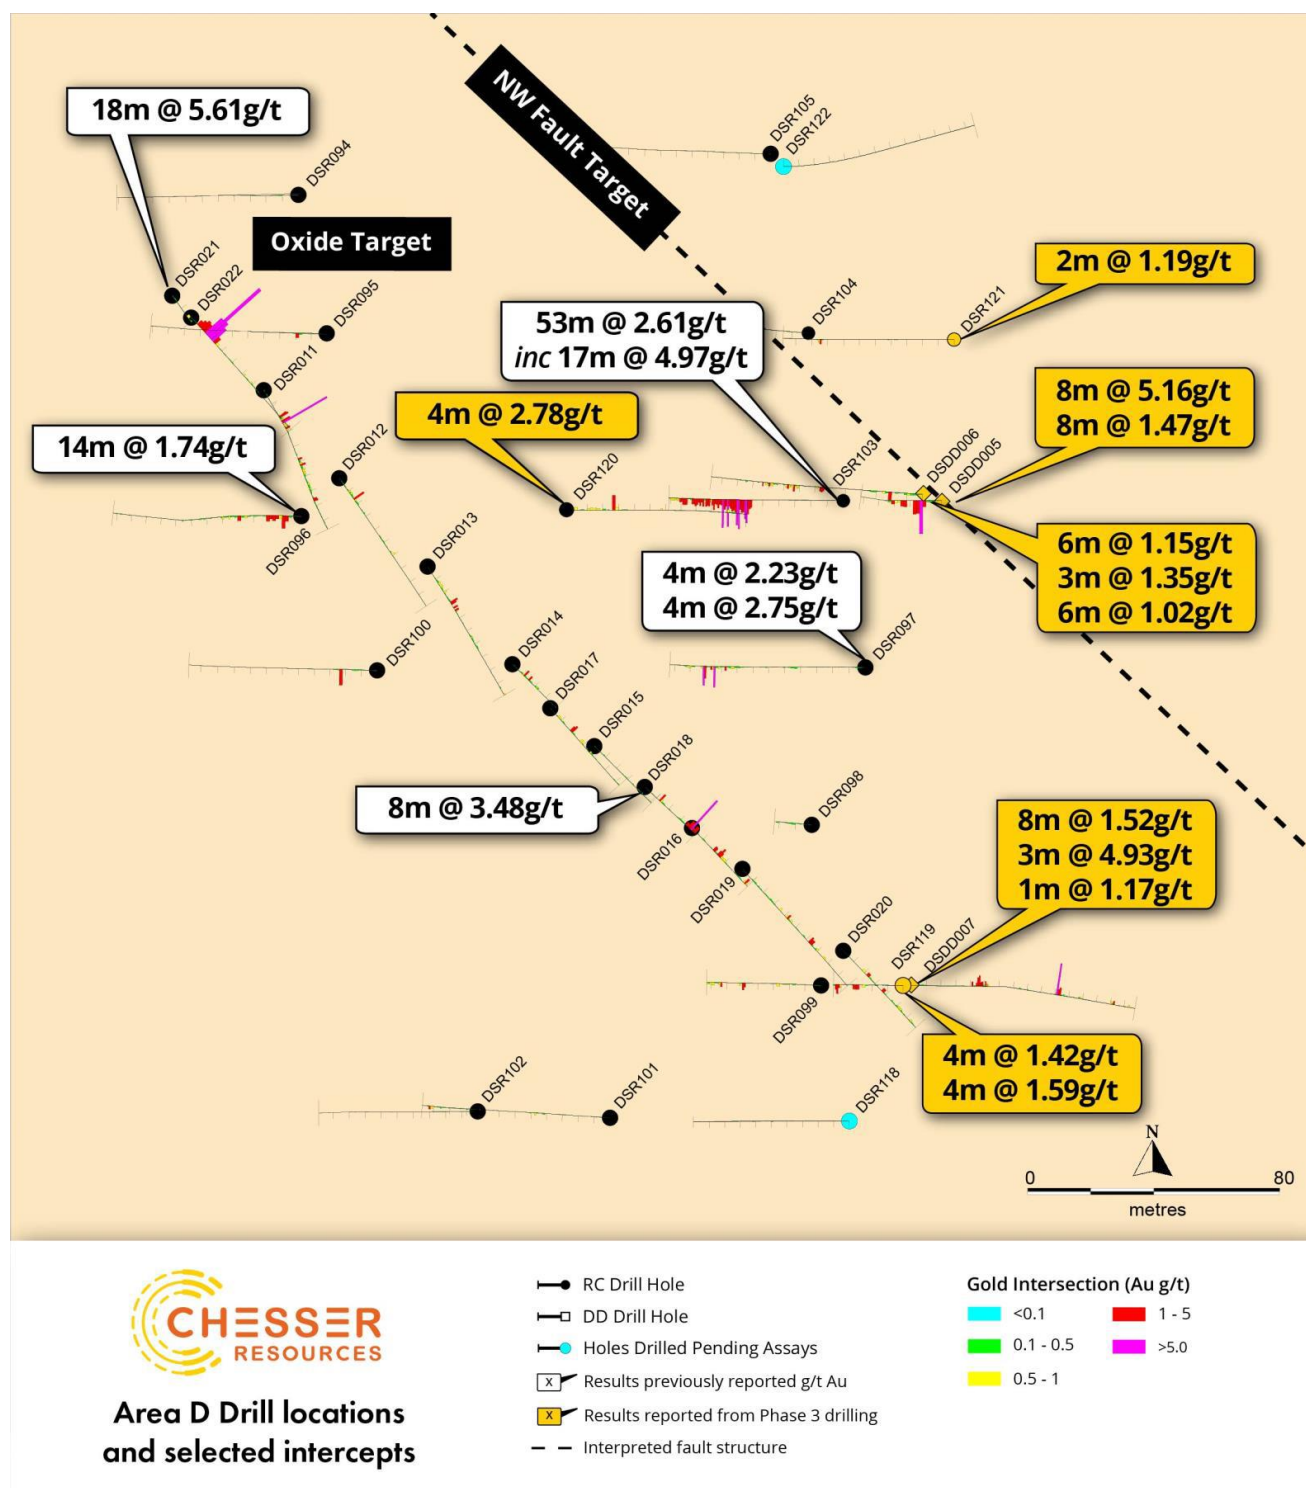 NW Fault Target
DSR105
DSR122
18m @ 5.61g/t
DSR094
Oxide Target
DSR021
DSR022
DSR095
DSR011
2m @ 1.19g/t
DSR104
DSR121
53m @ 2.61g/t
inc 17m @ 4.97g/t
4m @ 2.78g/t
8m @ 5.16g/t
8m @ 1.47g/t
14m @ 1.74g/t
DSR012
DSR120
DSR103
DSDD006
DSDD005
DSR096
DSR013
6m @ 1.15g/t
3m @ 1.35g/t
6m @ 1.02g/t
4m @ 2.23g/t
4m @ 2.75g/t
DSR097
DSR100
DSR014
DSR017
DSR015
DSR018
8m @ 3.48g/t
DSR016
DSR098
DSR019
8m @ 1.52g/t
3m @ 4.93g/t
1m @ 1.17g/t
DSR020
DSR119
DSDD007
DSR099
4m @ 1.42g/t
4m @ 1.59g/t
DSR102
DSR101
DSR118
N
0 80
metres
CHESSER
RESOURCES
Area D Drill locations
and selected intercepts
RC Drill Hole
DD Drill Hole
Holes Drilled Pending Assays
X Results previously reported g/t Au
X Results reported from Phase 3 drilling
Interpreted fault structure
Gold Intersection (Au g/t)
<0.1
0.1 - 0.5
0.5 - 1
1 - 5
>5.0